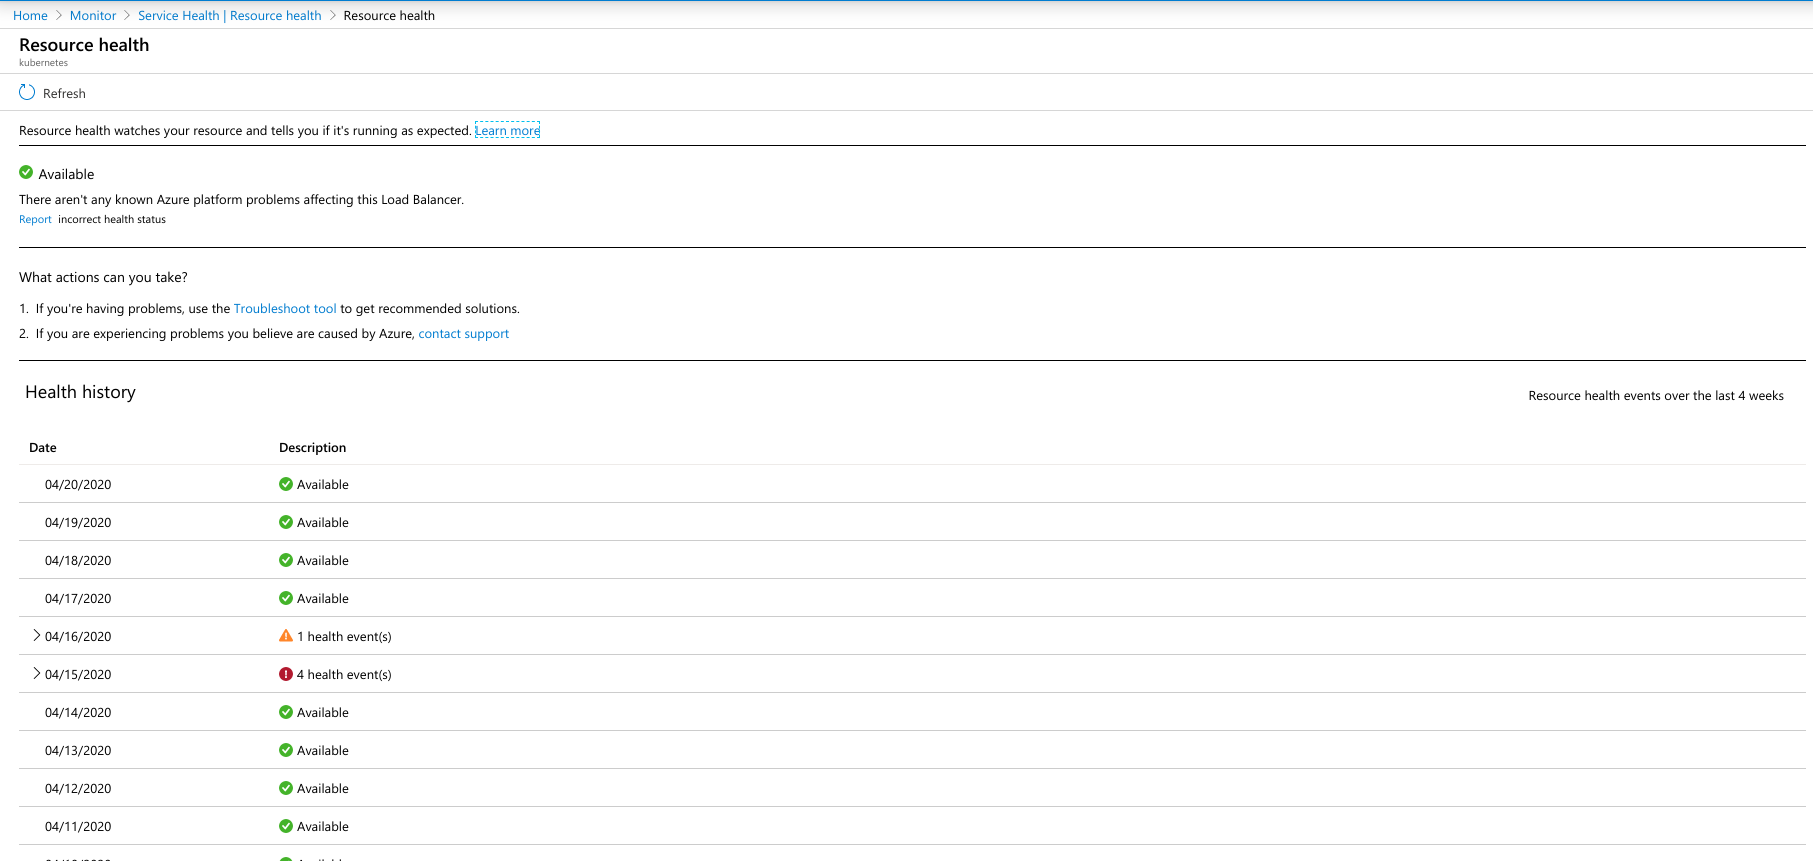 Home > Monitor > Service Health | Resource health > Resource health
Resource health
kubernetes
Refresh
Resource health watches your resource and tells you if it's running as expected. Learn more
Available
There aren't any known Azure platform problems affecting this Load Balancer.
Report incorrect health status
What actions can you take?
1. If you're having problems, use the Troubleshoot tool to get recommended solutions.
2. If you are experiencing problems you believe are caused by Azure, contact support
Health history
Resource health events over the last 4 weeks
Date Description
04/20/2020 Available
04/19/2020 Available
04/18/2020 Available
04/17/2020 Available
04/16/2020 1 health event(s)
04/15/2020 4 health event(s)
04/14/2020 Available
04/13/2020 Available
04/12/2020 Available
04/11/2020 Available